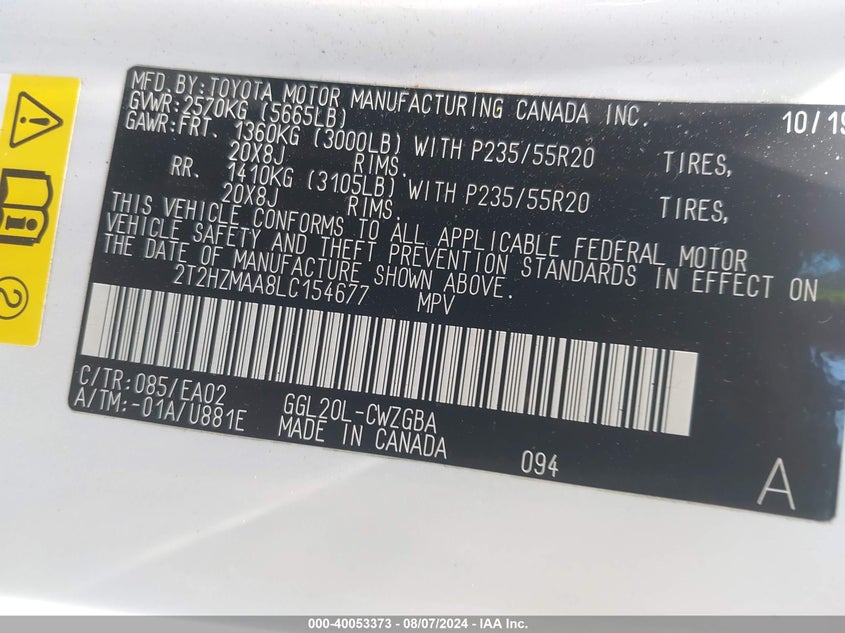 MFD. BY: TOYOTA MOTOR MANUFACTURING CANADA INC. 10/19
GVWR: 2570KG (5665LB)
GAWR: FRT. 1360KG (3000LB) WITH P235/55R20 TIRES,
20X8J RIMS.
RR. 1410KG (3105LB) WITH P235/55R20 TIRES,
20X8J RIMS.
THIS VEHICLE CONFORMS TO ALL APPLICABLE FEDERAL MOTOR
VEHICLE SAFETY AND THEFT PREVENTION STANDARDS IN EFFECT ON
THE DATE OF MANUFACTURE SHOWN ABOVE.
2T2HZMAA8LC154677 MPV
C/TR: 085/EA02
A/TM: -01A/U881E
GGL20L-CWZGBA
MADE IN CANADA
094
A
2
000-40053373 - 08/07/2024 - IAA Inc.